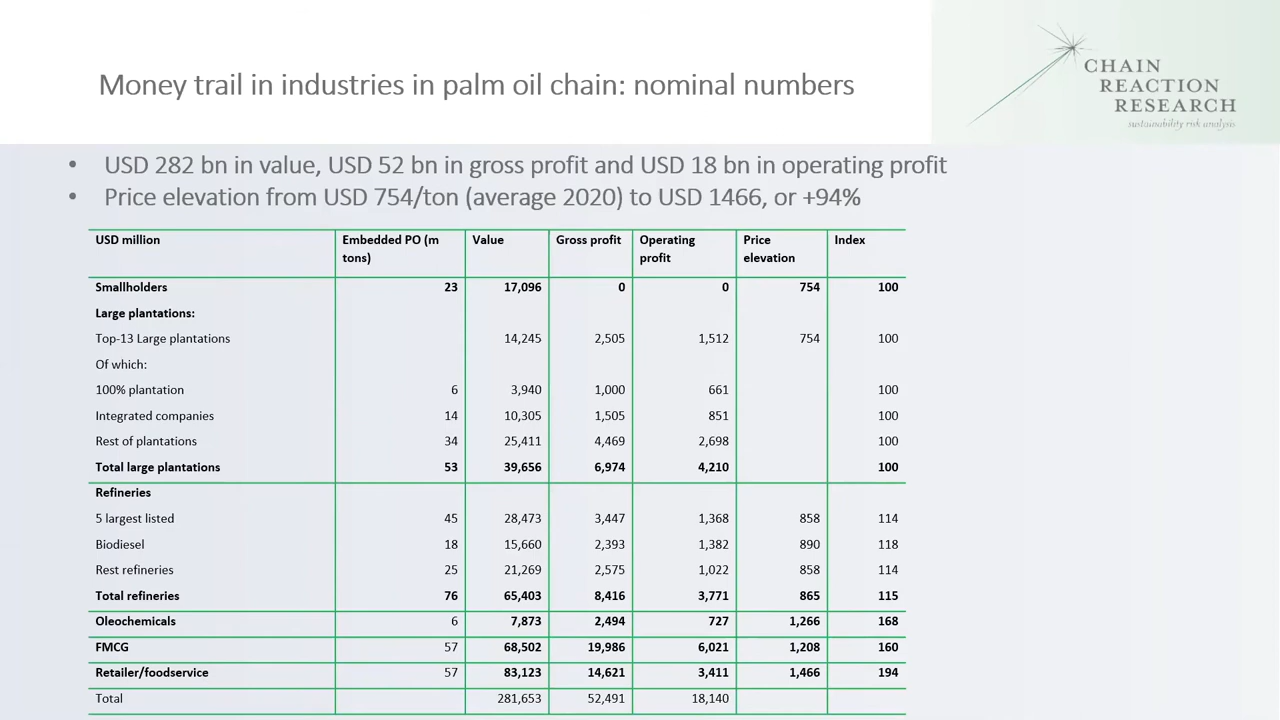 Money trail in industries in palm oil chain: nominal numbers
CHAIN
REACTION
RESEARCH
sustainability risk analysis
• USD 282 bn in value, USD 52 bn in gross profit and USD 18 bn in operating profit
• Price elevation from USD 754/ton (average 2020) to USD 1466, or +94%
USD million Embedded PO (m tons) Value Gross profit Operating profit Price elevation Index
Smallholders 23 17,096 0 0 754 100
Large plantations:
Top-13 Large plantations 14,245 2,505 1,512 754 100
Of which:
100% plantation 6 3,940 1,000 661 100
Integrated companies 14 10,305 1,505 851 100
Rest of plantations 34 25,411 4,469 2,698 100
Total large plantations 53 39,656 6,974 4,210 100
Refineries
5 largest listed 45 28,473 3,447 1,368 858 114
Biodiesel 18 15,660 2,393 1,382 890 118
Rest refineries 25 21,269 2,575 1,022 858 114
Total refineries 76 65,403 8,416 3,771 865 115
Oleochemicals 6 7,873 2,494 727 1,266 168
FMCG 57 68,502 19,986 6,021 1,208 160
Retailer/foodservice 57 83,123 14,621 3,411 1,466 194
Total 281,653 52,491 18,140